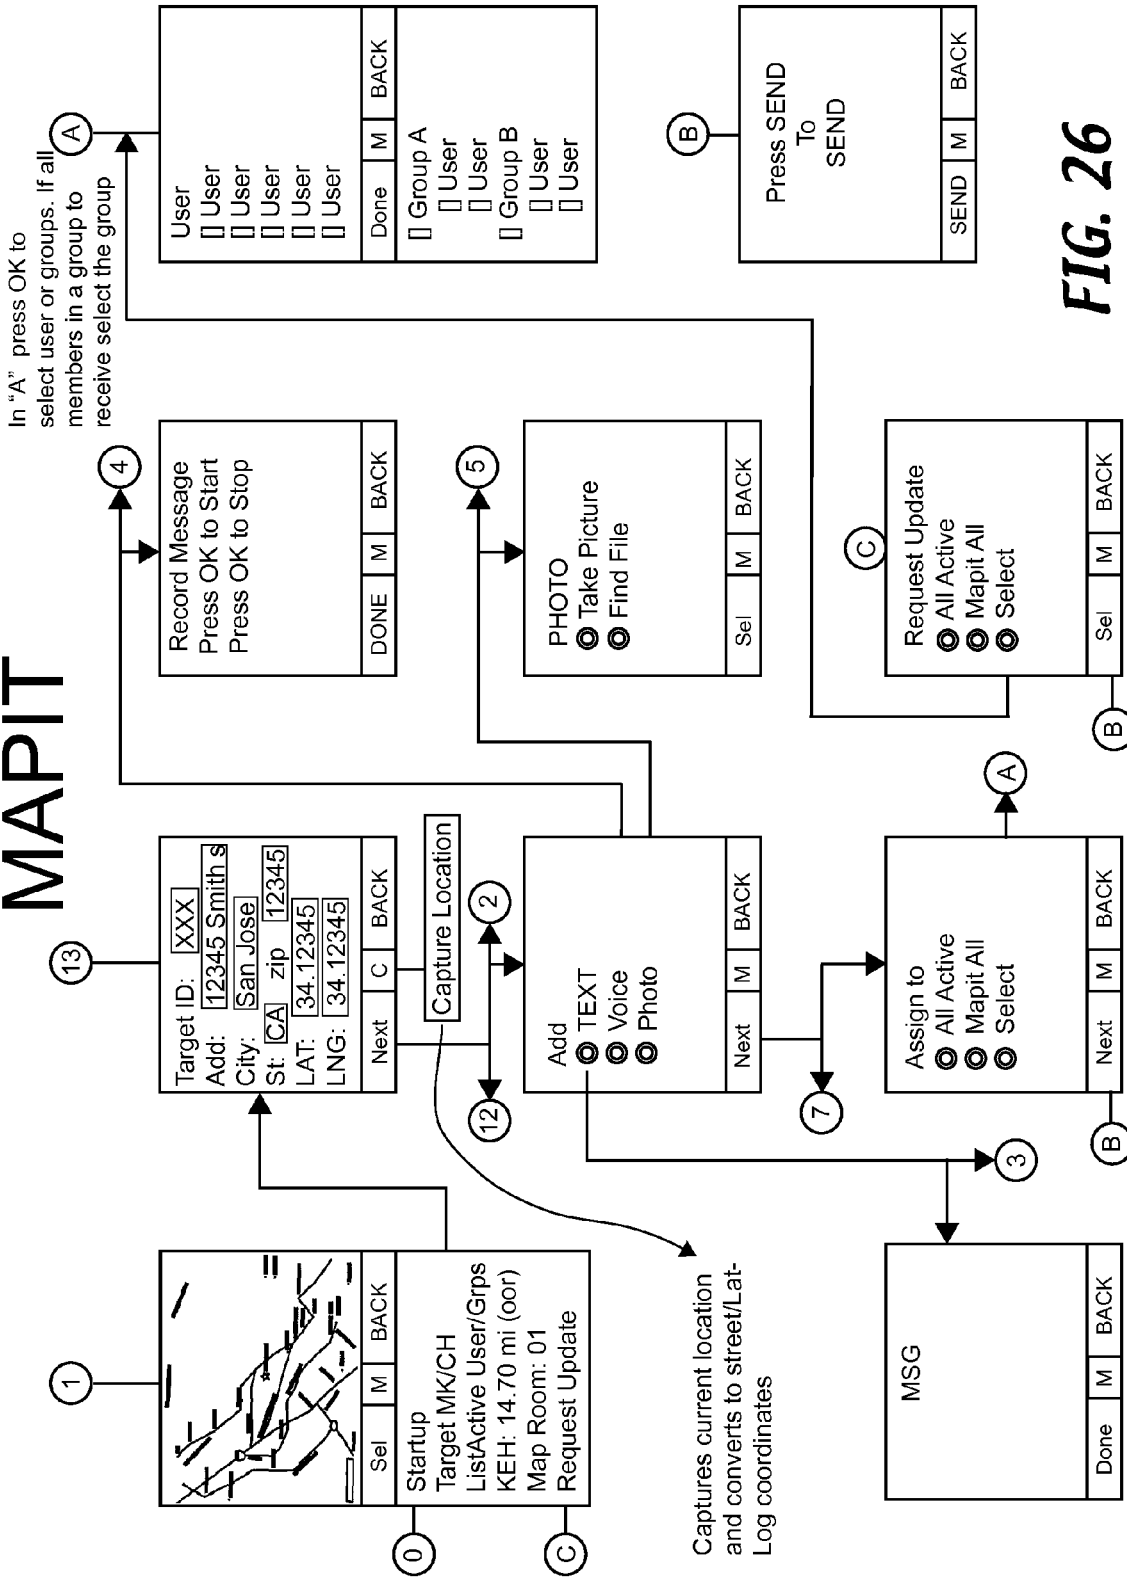 MAPIT
1
Sel M BACK
0
Startup
Target MK/CH
ListActive User/Grps
KEH: 14.70 mi (oor)
Map Room: 01
C
Request Update
13
Target ID: XXX
Add: 12345 Smith s
City: San Jose
St: CA zip 12345
LAT: 34.12345
LNG: 34.12345
Next C BACK
Capture Location
Captures current location
and converts to street/Lat-
Log coordinates
12
2
Add
TEXT
Voice
Photo
Next M BACK
7
3
MSG
Done M BACK
Assign to
All Active
Mapit All
Select
Next M BACK
A
B
4
Record Message
Press OK to Start
Press OK to Stop
DONE M BACK
5
PHOTO
Take Picture
Find File
Sel M BACK
C
Request Update
All Active
Mapit All
Select
Sel M BACK
B
In "A" press OK to
select user or groups. If all
members in a group to
receive select the group
A
User
[] User
[] User
[] User
[] User
[] User
Done M BACK
[] Group A
[] User
[] User
[] Group B
[] User
[] User
B
Press SEND
To
SEND
SEND M BACK
FIG. 26